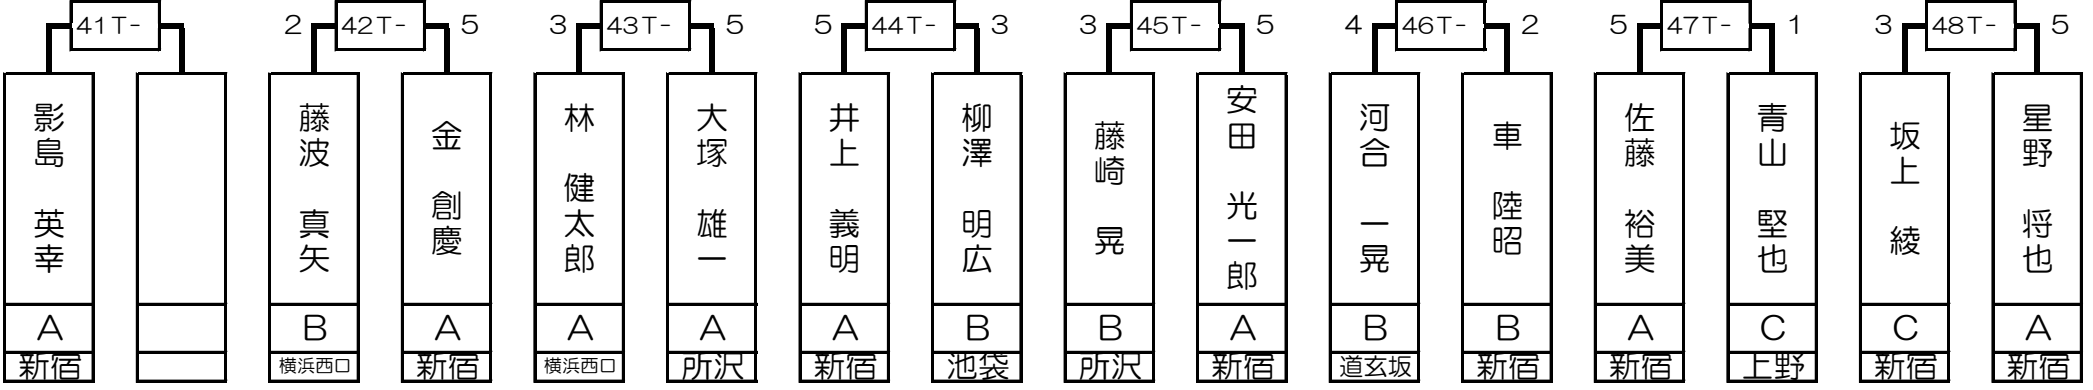 41T-
2 42T- 5
3 43T- 5
5 44T- 3
3 45T- 5
4 46T- 2
5 47T- 1
3 48T- 5
影島 英幸
藤波 真矢
金 創慶
林 健太郎
大塚 雄一
井上 義明
柳澤 明広
藤崎 晃
安田 光一郎
河合 一晃
車 陸昭
佐藤 裕美
青山 堅也
坂上 綾
星野 将也
A B A A A A B B A B B A C C A
新宿 横浜西口 新宿 横浜西口 所沢 新宿 池袋 所沢 新宿 道玄坂 新宿 新宿 上野 新宿 新宿